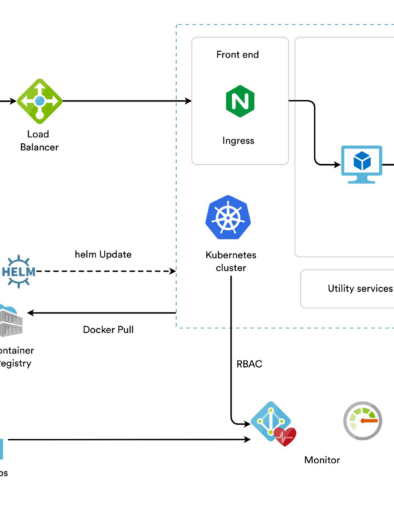 Front end
N
Ingress
Load
Balancer
Kubernetes
cluster
helm Update
HELM
Utility services
Docker Pull
ontainer
egistry
RBAC
Monitor
os